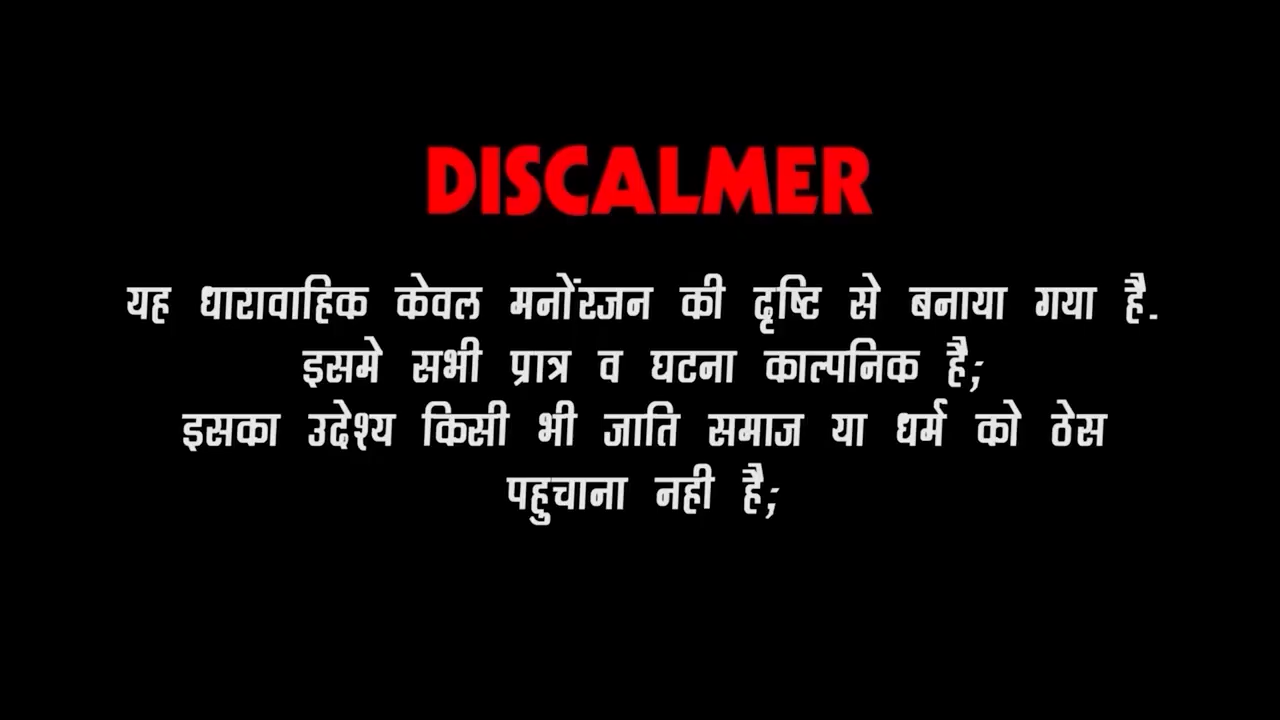 DISCALMER
यह धारावाहिक केवल मनोंरजन की दृष्टि से बनाया गया है.
इसमे सभी प्रात्र व घटना काल्पनिक है;
इसका उदेश्य किसी भी जाति समाज या धर्म को ठेस
पहुचाना नही है;